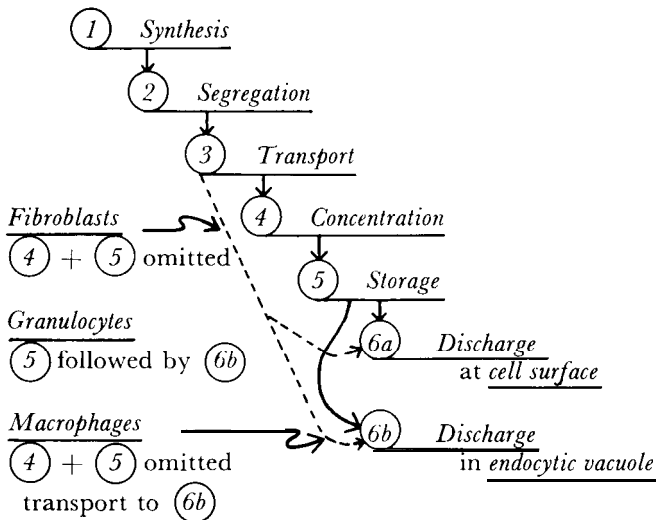 1 Synthesis
2 Segregation
3 Transport
4 Concentration
5 Storage
6a Discharge
at cell surface
6b Discharge
in endocytic vacuole
Fibroblasts
4 + 5 omitted
Granulocytes
5 followed by 6b
Macrophages
4 + 5 omitted
transport to 6b